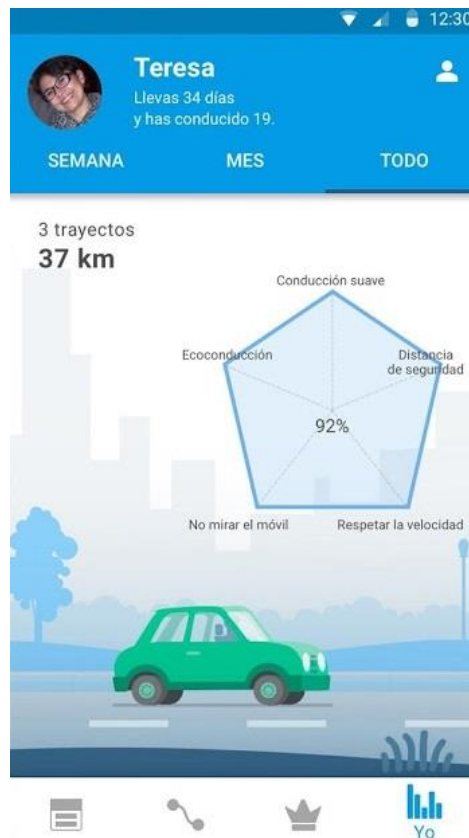 12:30
Teresa
Llevas 34 días
y has conducido 19.
SEMANA MES TODO
3 trayectos
37 km
Conducción suave
Ecoconducción
Distancia
de seguridad
92%
No mirar el móvil
Respetar la velocidad
Yo